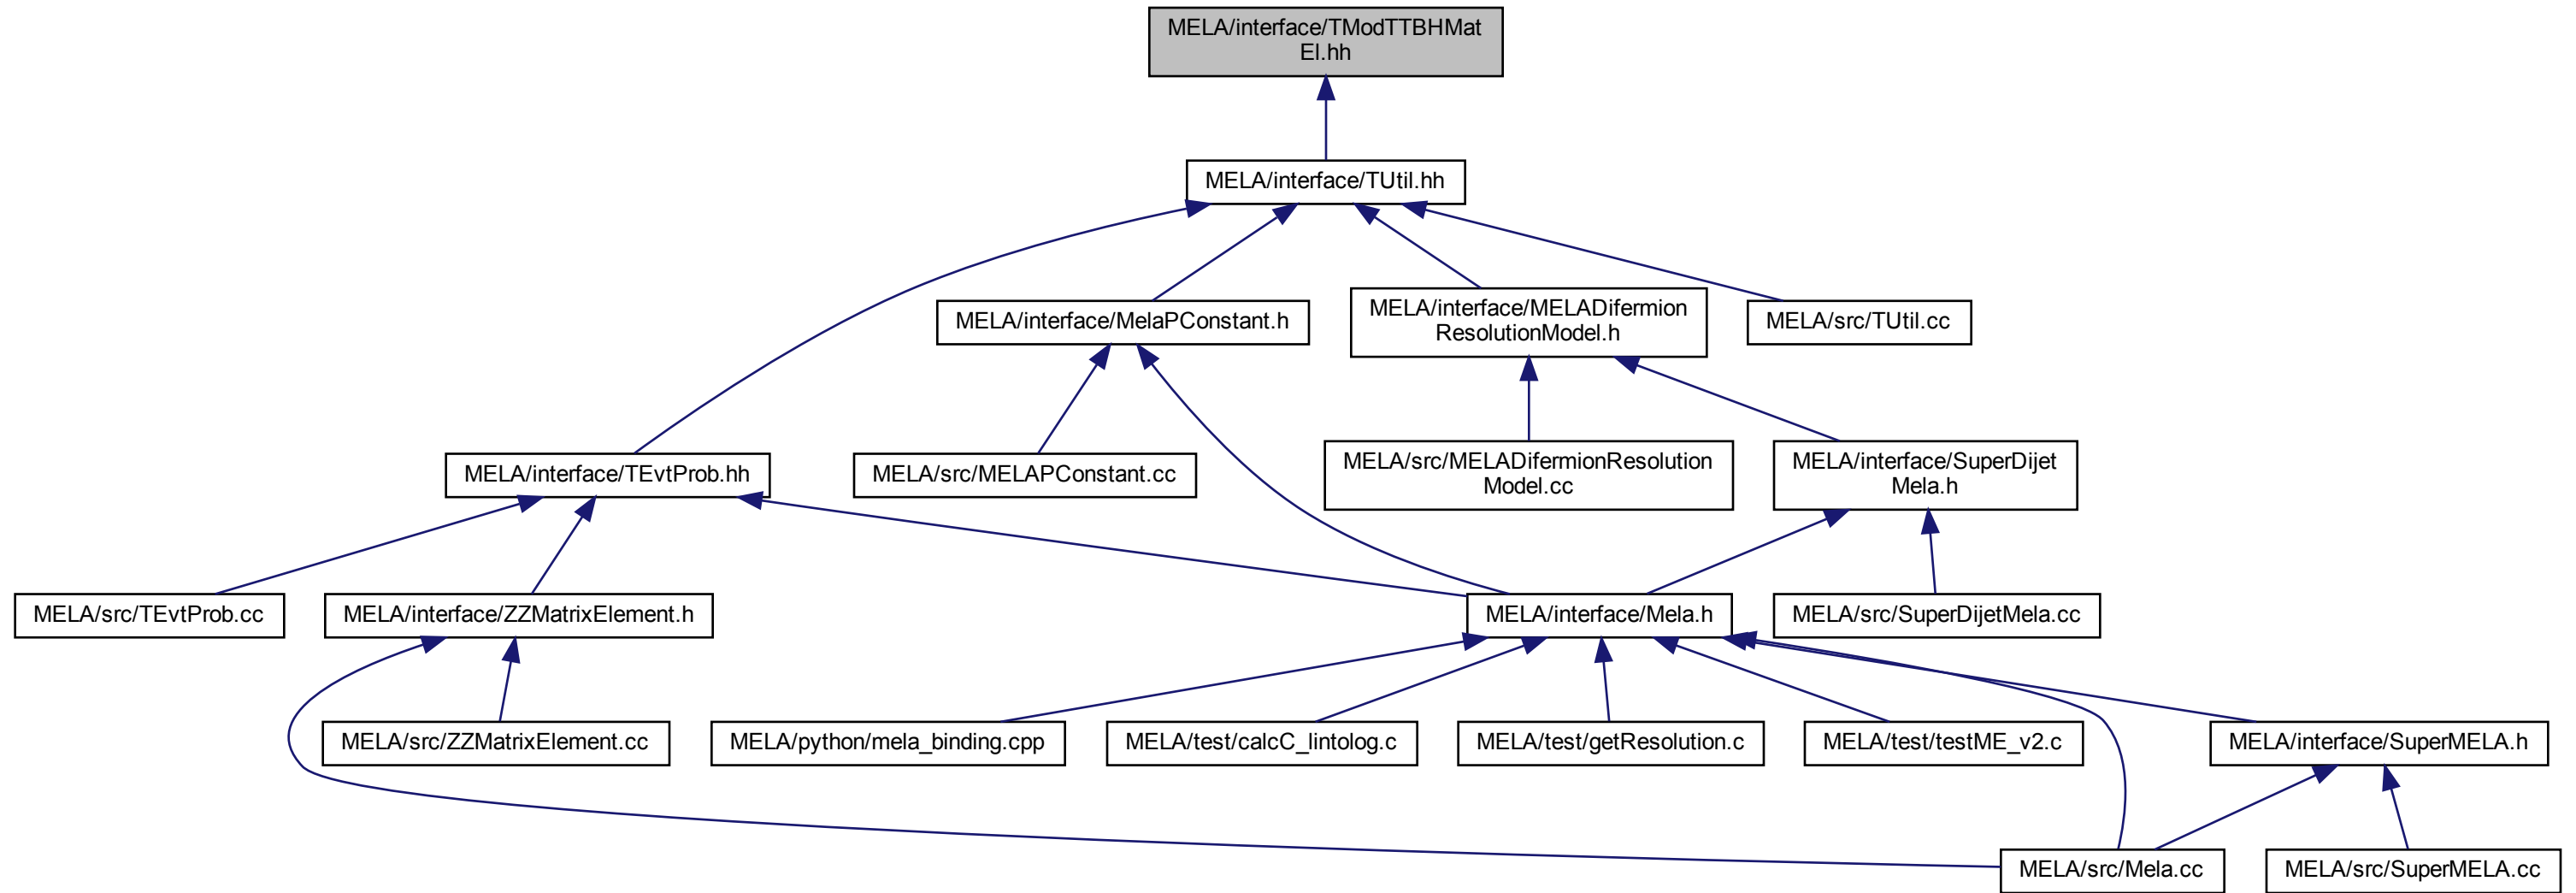 MELA/interface/TModTTBHMat
El.hh
MELA/interface/TUtil.hh
MELA/interface/MelaPConstant.h
MELA/interface/MELADifermion
ResolutionModel.h
MELA/src/TUtil.cc
MELA/interface/TEvtProb.hh
MELA/src/MELAPConstant.cc
MELA/src/MELADifermionResolution
Model.cc
MELA/interface/SuperDijet
Mela.h
MELA/src/TEvtProb.cc
MELA/interface/ZZMatrixElement.h
MELA/interface/Mela.h
MELA/src/SuperDijetMela.cc
MELA/src/ZZMatrixElement.cc
MELA/python/mela_binding.cpp
MELA/test/calcC_lintolog.c
MELA/test/getResolution.c
MELA/test/testME_v2.c
MELA/interface/SuperMELA.h
MELA/src/Mela.cc
MELA/src/SuperMELA.cc